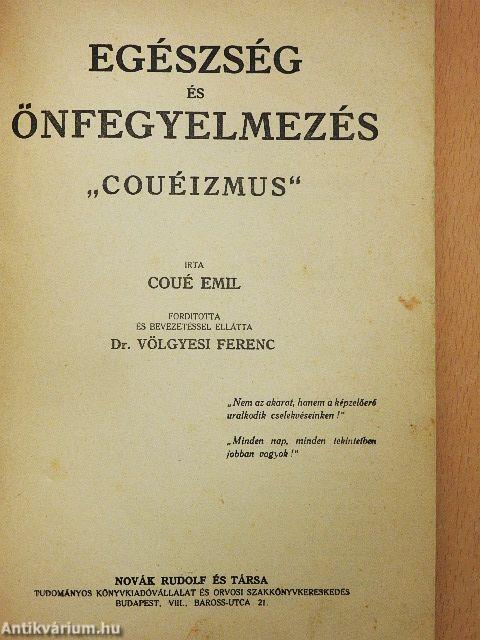 EGÉSZSÉG
ÉS
ÖNFEGYELMEZÉS
„COUÉIZMUS"
IRTA
COUÉ EMIL
FORDITOTTA
ÉS BEVEZETÉSSEL ELLÁTTA
Dr. VÖLGYESI FERENC
„Nem az akarat, hanem a képzelőerő
uralkodik cselekvéseinken!"
„Minden nap, minden tekintetben
jobban vagyok!"
NOVÁK RUDOLF ÉS TÁRSA
TUDOMÁNYOS KÖNYVKIADÓVÁLLALAT ÉS ORVOSI SZAKKÖNYVKERESKEDÉS
BUDAPEST, VIII., BAROSS-UTCA 21.
Antikvárium.hu